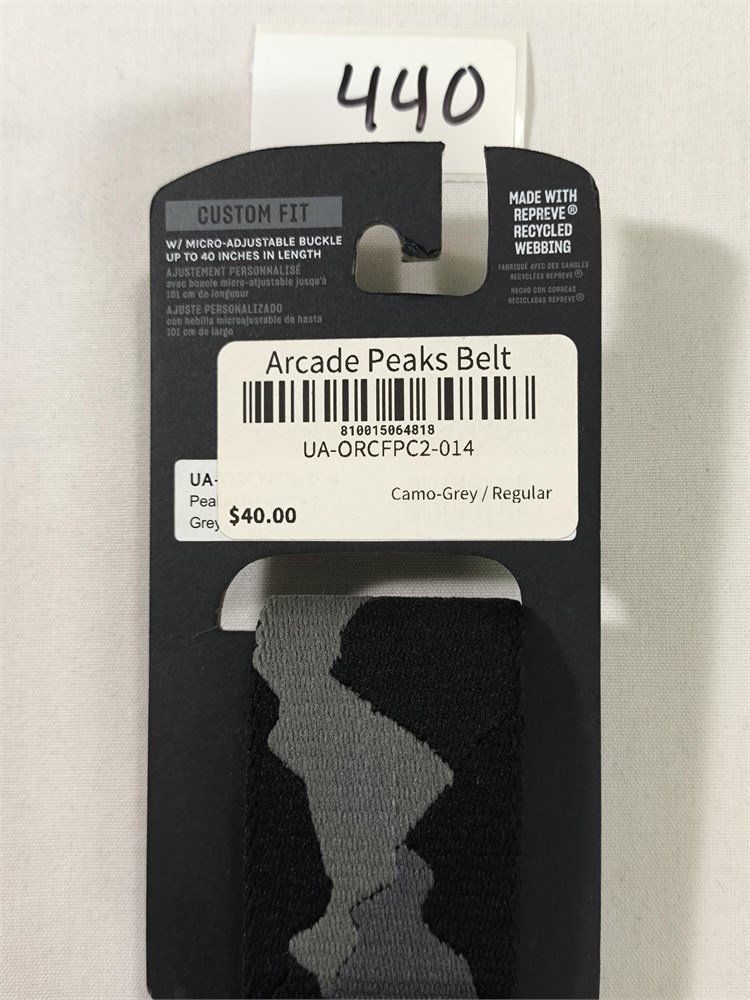 440
CUSTOM FIT
W/ MICRO-ADJUSTABLE BUCKLE
UP TO 40 INCHES IN LENGTH
AJUSTEMENT PERSONNALISÉ
avec boucle micro-ajustable jusqu'à
101 cm de longueur
AJUSTE PERSONALIZADO
con hebilla microajustable de hasta
101 cm de largo
MADE WITH
REPREVE®
RECYCLED
WEBBING
FABRIQUÉ AVEC DES SANGLES
RECYCLÉES REPREVE®
HECHO CON CORREAS
RECICLADAS REPREVE®
Arcade Peaks Belt
810015064818
UA-ORCFPC2-014
Camo-Grey / Regular
$40.00
UA-
Pea
Grey